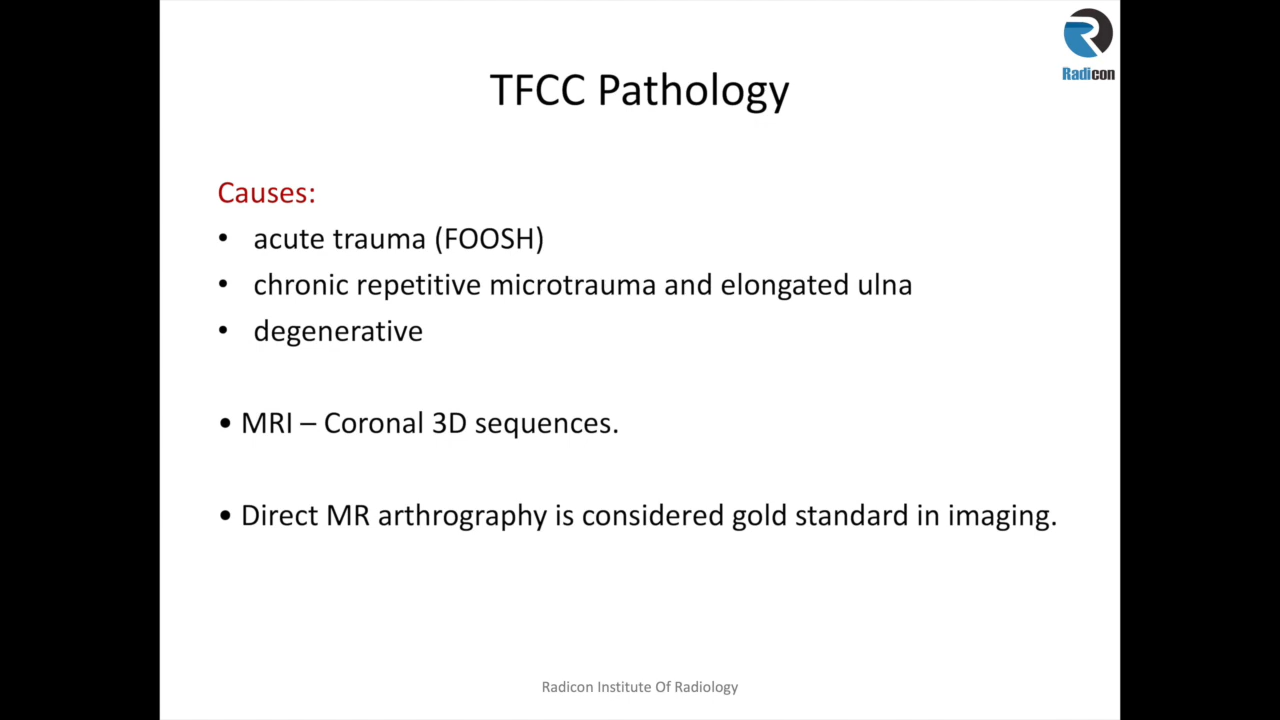 Radicon
TFCC Pathology
Causes:
• acute trauma (FOOSH)
• chronic repetitive microtrauma and elongated ulna
• degenerative
• MRI – Coronal 3D sequences.
• Direct MR arthrography is considered gold standard in imaging.
Radicon Institute Of Radiology